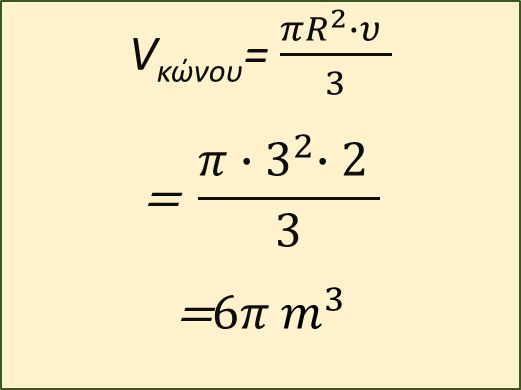 V_κώνου = πR²·υ / 3
= π · 3² · 2 / 3
=6π m³